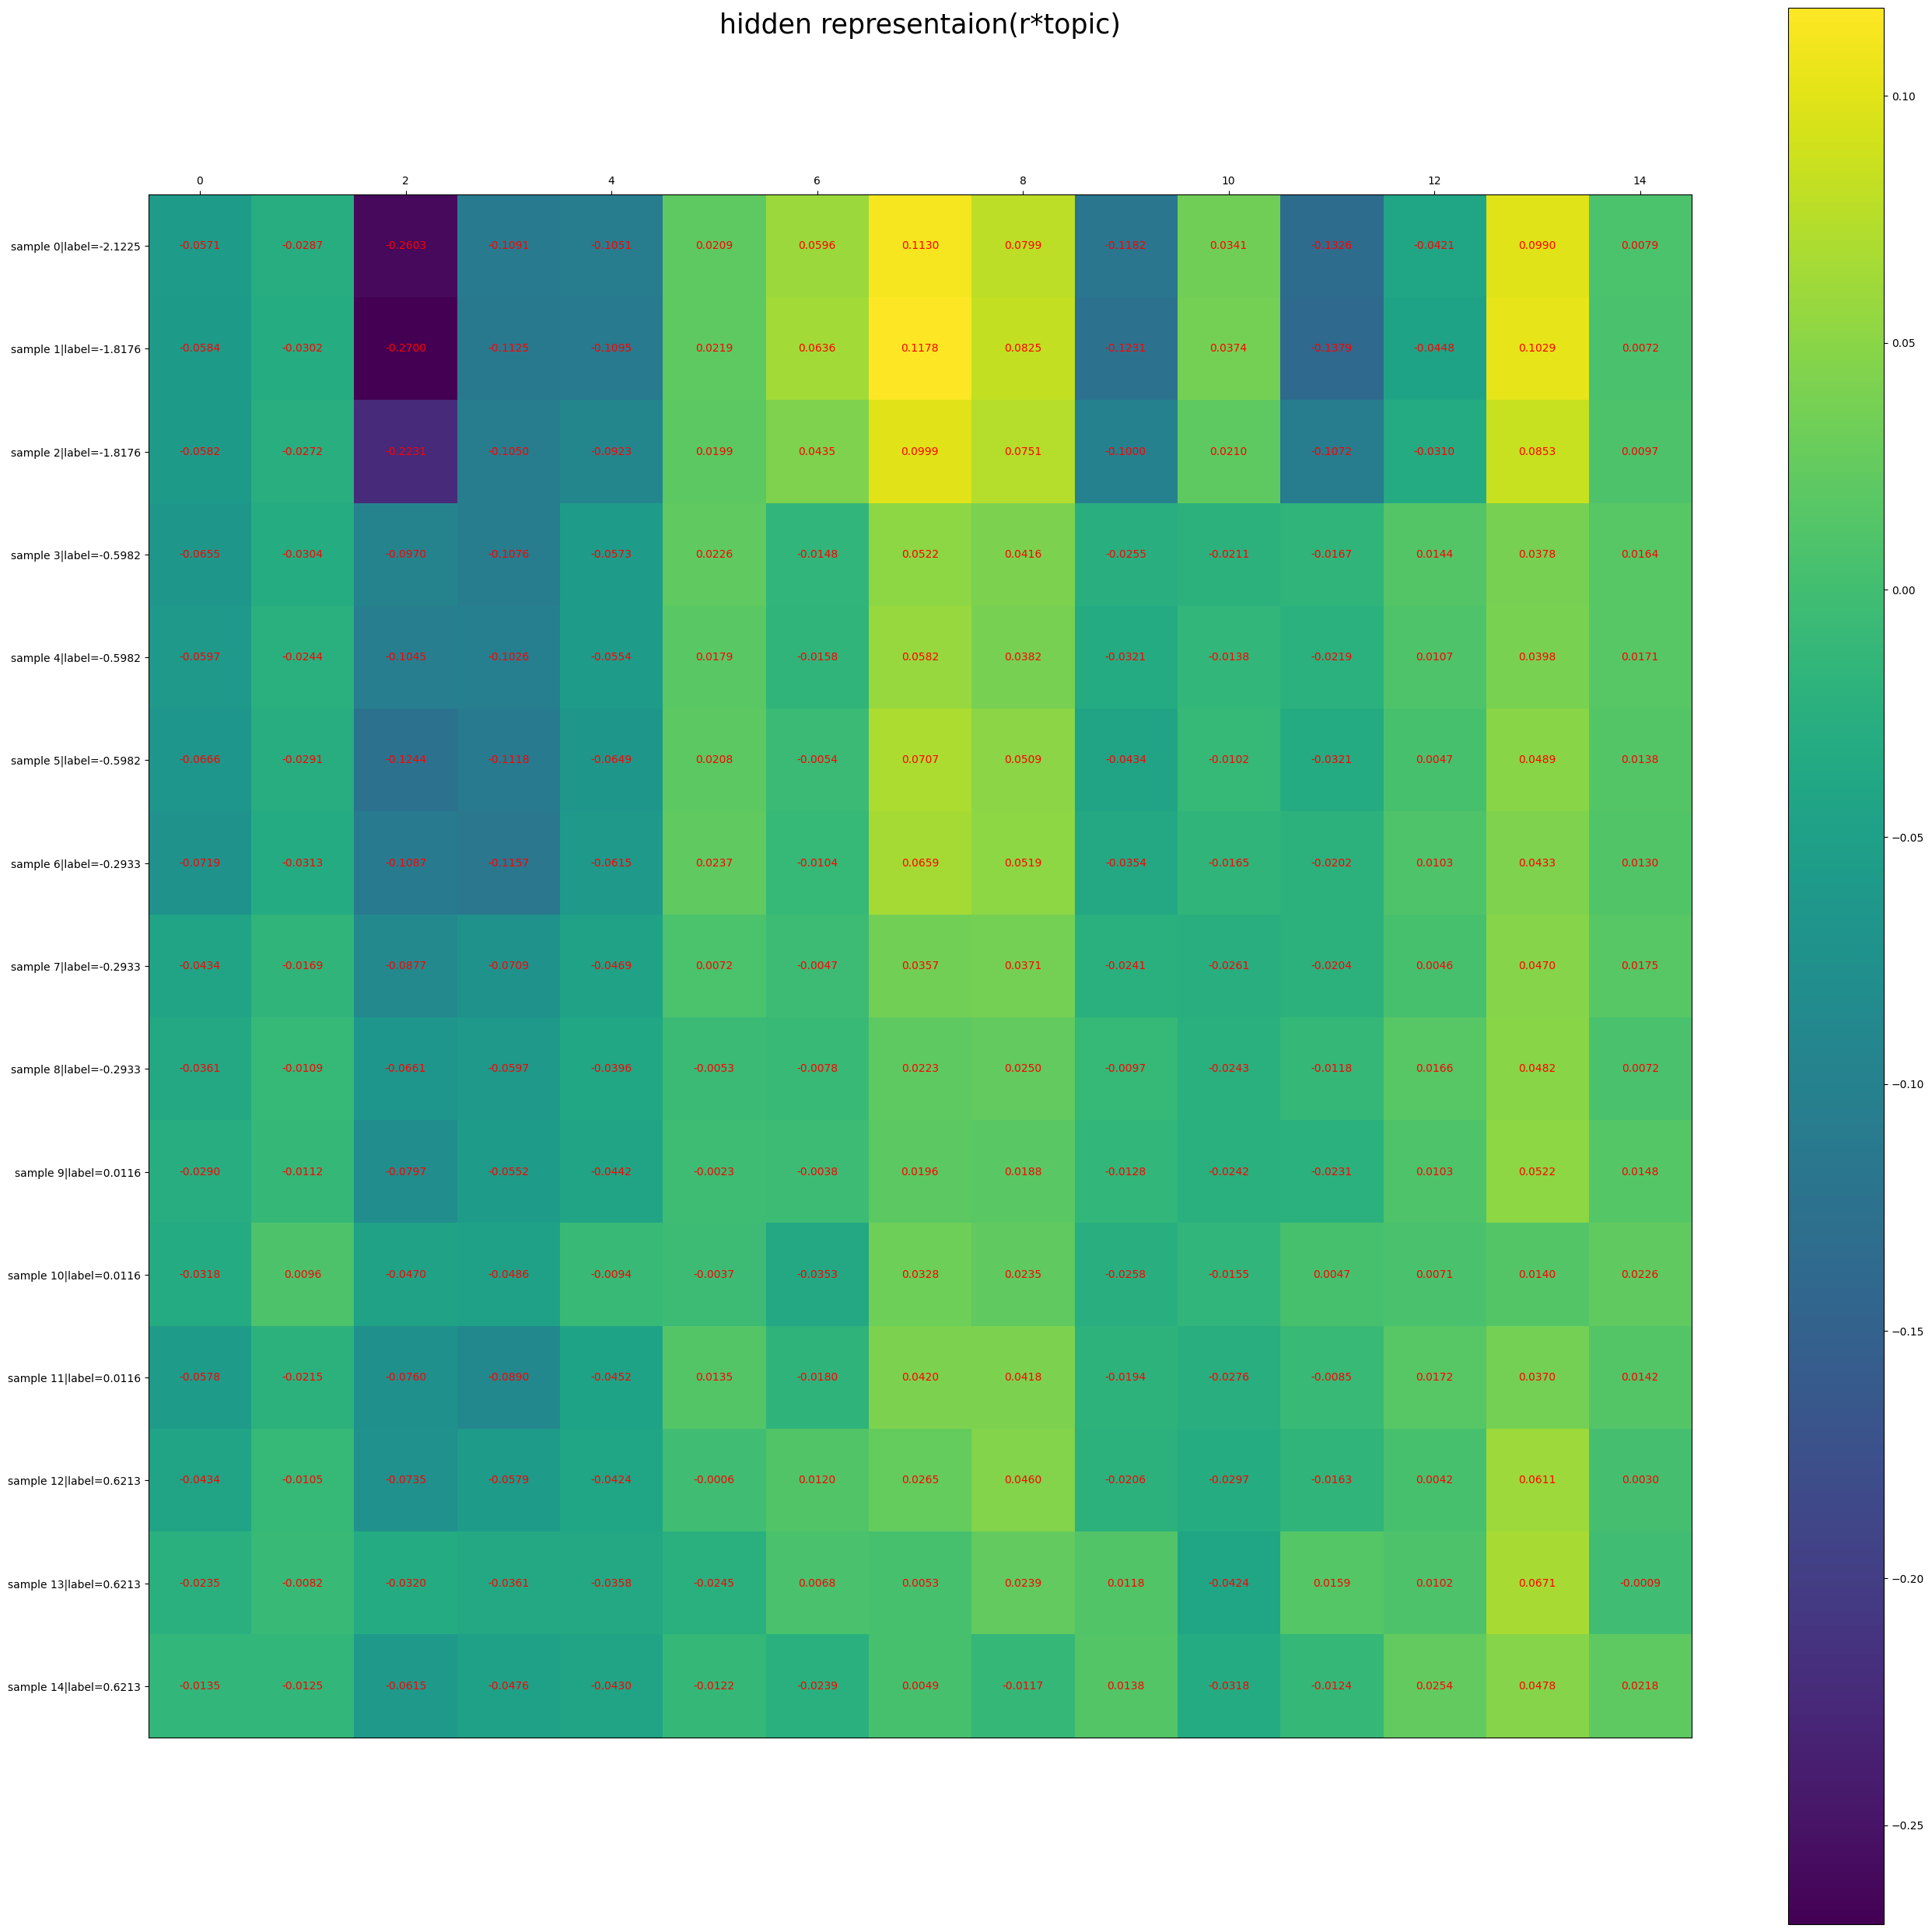 hidden representaion(r*topic)
0 2 4 6 8 10 12 14
sample 0|label=-2.1225 -0.0571 -0.0287 -0.2603 -0.1091 -0.1051 0.0209 0.0596 0.1130 0.0799 -0.1182 0.0341 -0.1326 -0.0421 0.0990 0.0079
sample 1|label=-1.8176 -0.0584 -0.0302 -0.2700 -0.1125 -0.1095 0.0219 0.0636 0.1178 0.0825 -0.1231 0.0374 -0.1379 -0.0448 0.1029 0.0072
sample 2|label=-1.8176 -0.0582 -0.0272 -0.2231 -0.1050 -0.0923 0.0199 0.0435 0.0999 0.0751 -0.1000 0.0210 -0.1072 -0.0310 0.0853 0.0097
sample 3|label=-0.5982 -0.0655 -0.0304 -0.0970 -0.1076 -0.0573 0.0226 -0.0148 0.0522 0.0416 -0.0255 -0.0211 -0.0167 0.0144 0.0378 0.0164
sample 4|label=-0.5982 -0.0597 -0.0244 -0.1045 -0.1026 -0.0554 0.0179 -0.0158 0.0582 0.0382 -0.0321 -0.0138 -0.0219 0.0107 0.0398 0.0171
sample 5|label=-0.5982 -0.0666 -0.0291 -0.1244 -0.1118 -0.0649 0.0208 -0.0054 0.0707 0.0509 -0.0434 -0.0102 -0.0321 0.0047 0.0489 0.0138
sample 6|label=-0.2933 -0.0719 -0.0313 -0.1087 -0.1157 -0.0615 0.0237 -0.0104 0.0659 0.0519 -0.0354 -0.0165 -0.0202 0.0103 0.0433 0.0130
sample 7|label=-0.2933 -0.0434 -0.0169 -0.0877 -0.0709 -0.0469 0.0072 -0.0047 0.0357 0.0371 -0.0241 -0.0261 -0.0204 0.0046 0.0470 0.0175
sample 8|label=-0.2933 -0.0361 -0.0109 -0.0661 -0.0597 -0.0396 -0.0053 -0.0078 0.0223 0.0250 -0.0097 -0.0243 -0.0118 0.0166 0.0482 0.0072
sample 9|label=0.0116 -0.0290 -0.0112 -0.0797 -0.0552 -0.0442 -0.0023 -0.0038 0.0196 0.0188 -0.0128 -0.0242 -0.0231 0.0103 0.0522 0.0148
sample 10|label=0.0116 -0.0318 0.0096 -0.0470 -0.0486 -0.0094 -0.0037 -0.0353 0.0328 0.0235 -0.0258 -0.0155 0.0047 0.0071 0.0140 0.0226
sample 11|label=0.0116 -0.0578 -0.0215 -0.0760 -0.0890 -0.0452 0.0135 -0.0180 0.0420 0.0418 -0.0194 -0.0276 -0.0085 0.0172 0.0370 0.0142
sample 12|label=0.6213 -0.0434 -0.0105 -0.0735 -0.0579 -0.0424 -0.0006 0.0120 0.0265 0.0460 -0.0206 -0.0297 -0.0163 0.0042 0.0611 0.0030
sample 13|label=0.6213 -0.0235 -0.0082 -0.0320 -0.0361 -0.0358 -0.0245 0.0068 0.0053 0.0239 0.0118 -0.0424 0.0159 0.0102 0.0671 -0.0009
sample 14|label=0.6213 -0.0135 -0.0125 -0.0615 -0.0476 -0.0430 -0.0122 -0.0239 0.0049 -0.0117 0.0138 -0.0318 -0.0124 0.0254 0.0478 0.0218
0.10
0.05
0.00
−0.05
−0.10
−0.15
−0.20
−0.25